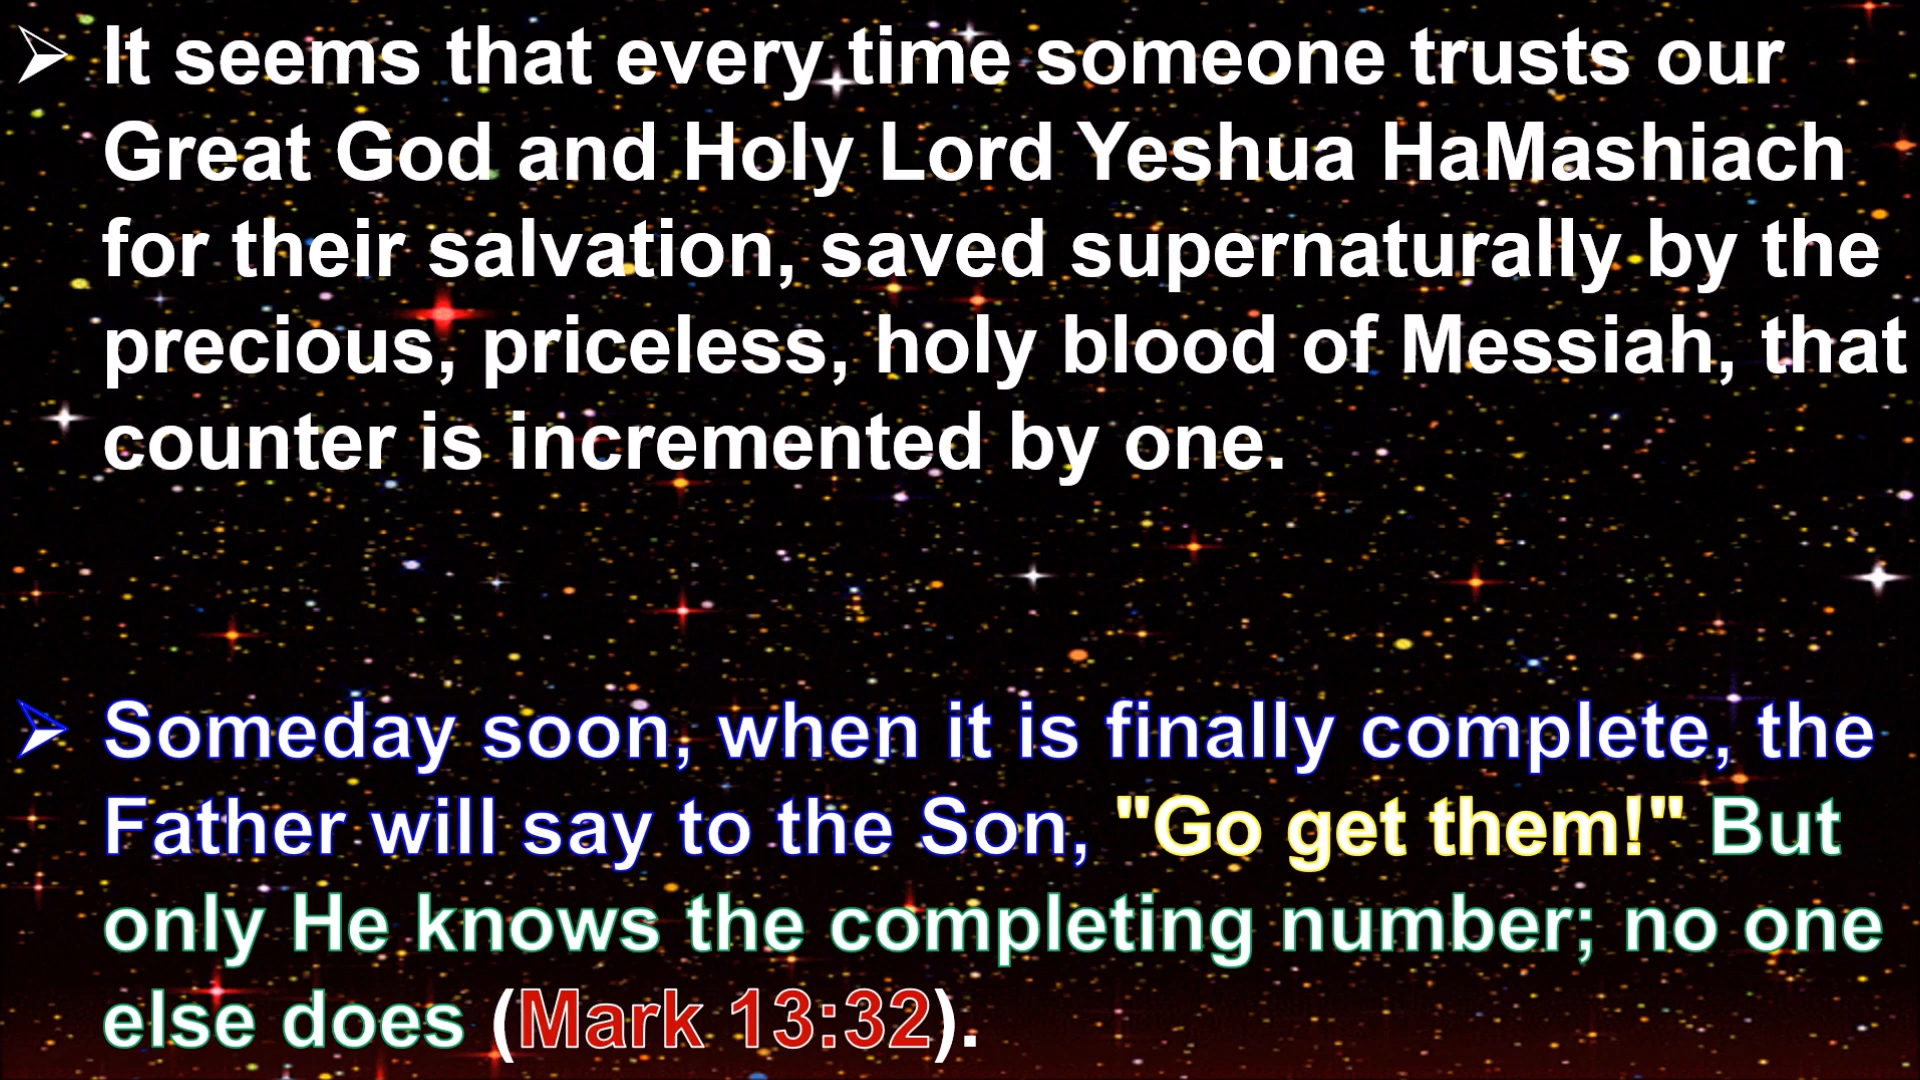 ➢ It seems that every time someone trusts our
Great God and Holy Lord Yeshua HaMashiach
for their salvation, saved supernaturally by the
precious, priceless, holy blood of Messiah, that
counter is incremented by one.
➢ Someday soon, when it is finally complete, the
Father will say to the Son, "Go get them!" But
only He knows the completing number; no one
else does (Mark 13:32).